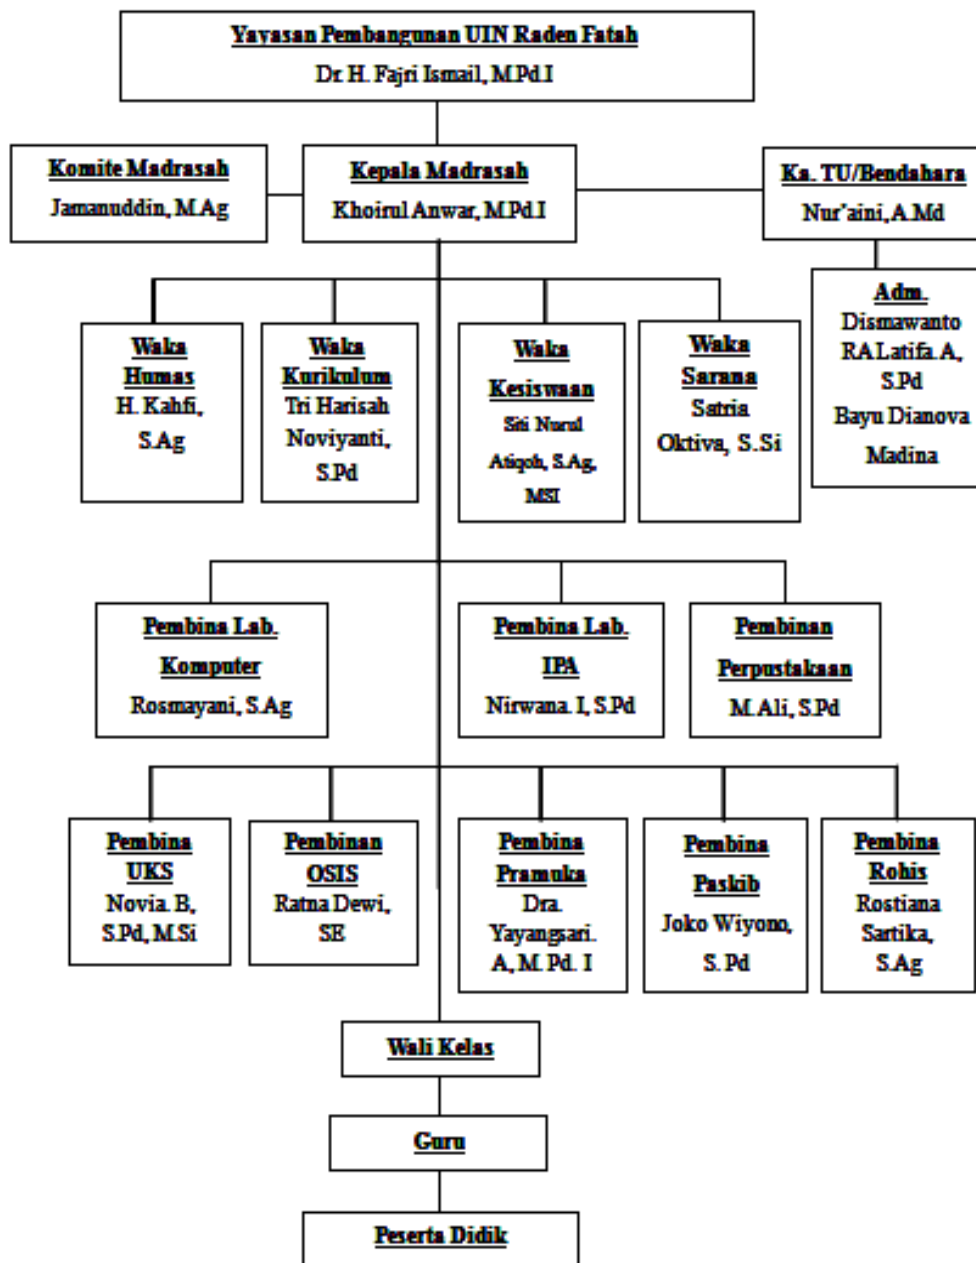 Yayasan Pembangunan UIN Raden Fatah
Dr. H. Fajri Ismail, M.Pd.I
Komite Madrasah
Jamanuddin, M.Ag
Kepala Madrasah
Khoirul Anwar, M.Pd.I
Ka. TU/Bendahara
Nur'aini, A.Md
Adm.
Dismawanto
RA Latifa. A,
S.Pd
Bayu Dianova
Madina
Waka
Humas
H. Kahfi,
S.Ag
Waka
Kurikulum
Tri Harisah
Noviyanti,
S.Pd
Waka
Kesiswaan
Siti Nurul
Atiqoh, S.Ag,
MSI
Waka
Sarana
Satria
Oktiva, S.Si
Pembina Lab.
Komputer
Rosmayani, S.Ag
Pembina Lab.
IPA
Nirwana. I, S.Pd
Pembinan
Perpustakaan
M. Ali, S.Pd
Pembina
UKS
Novia. B,
S.Pd, M.Si
Pembinan
OSIS
Ratna Dewi,
SE
Pembina
Pramuka
Dra.
Yayangsari.
A, M. Pd. I
Pembina
Paskib
Joko Wiyono,
S. Pd
Pembina
Rohis
Rostiana
Sartika,
S.Ag
Wali Kelas
Guru
Peserta Didik